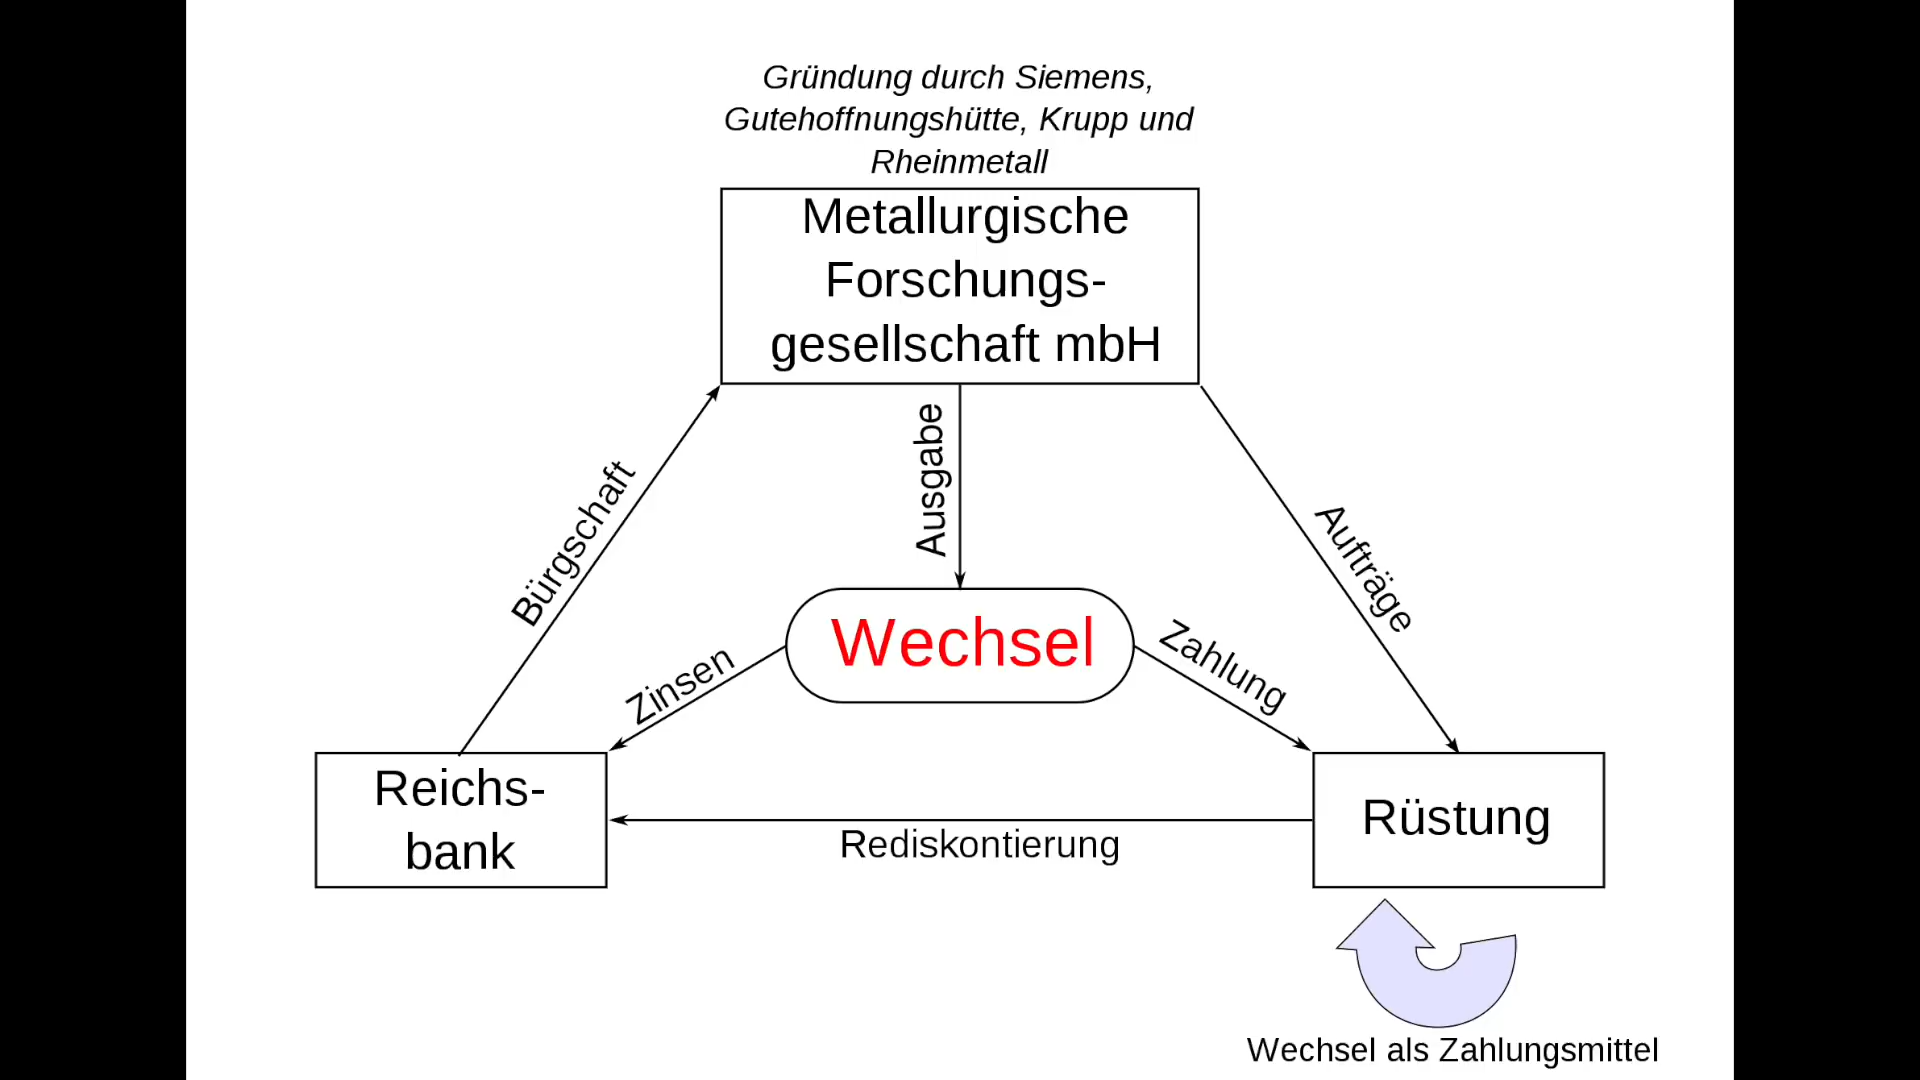 Gründung durch Siemens,
Gutehoffnungshütte, Krupp und
Rheinmetall
Metallurgische
Forschungs-
gesellschaft mbH
Bürgschaft
Ausgabe
Aufträge
Wechsel
Zinsen
Zahlung
Reichs-
bank
Rüstung
Rediskontierung
Wechsel als Zahlungsmittel